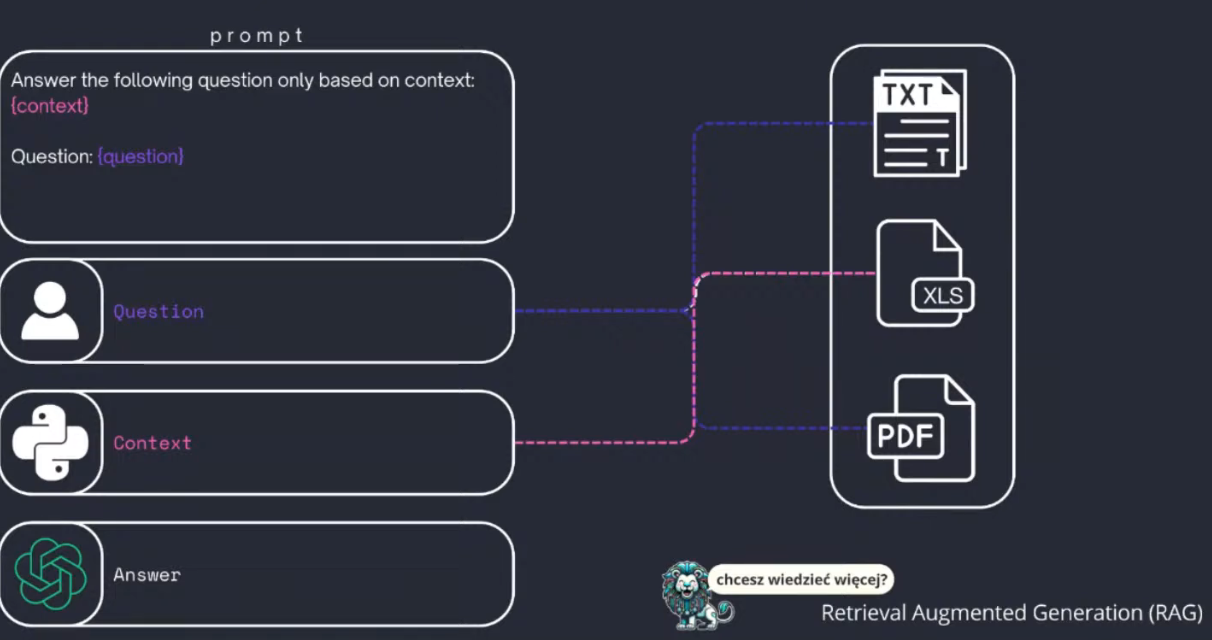 prompt
Answer the following question only based on context:
{context}
Question: {question}
Question
Context
Answer
TXT
T
XLS
PDF
chcesz wiedzieć więcej?
Retrieval Augmented Generation (RAG)